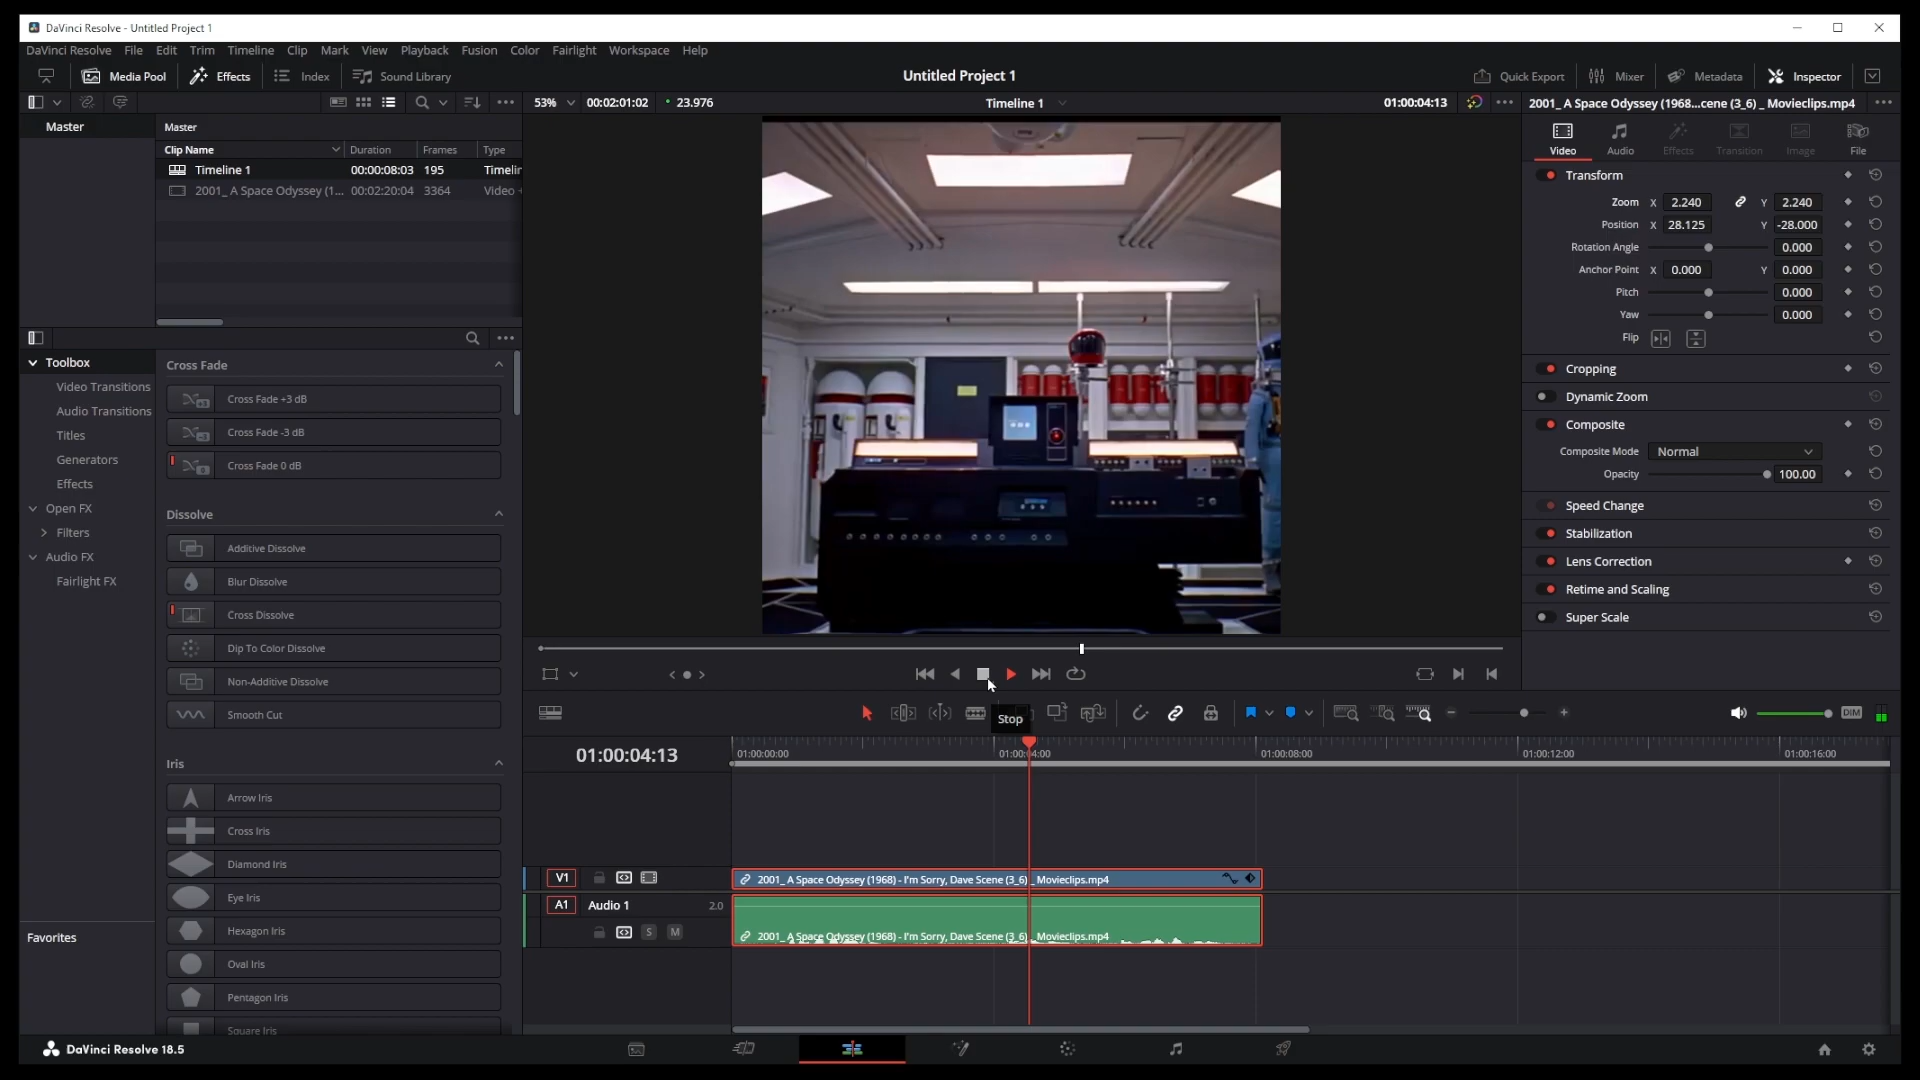 DaVinci Resolve - Untitled Project 1
DaVinci Resolve File Edit Trim Timeline Clip Mark View Playback Fusion Color Fairlight Workspace Help
Media Pool Effects Index Sound Library Untitled Project 1 Quick Export Mixer Metadata Inspector
53% 00:02:01:02 23.976 Timeline 1 01:00:04:13 2001_ A Space Odyssey (1968...cene (3_6) _ Movieclips.mp4
Master Master
Clip Name Duration Frames Type
Timeline 1 00:00:08:03 195 Timelin
2001_ A Space Odyssey (1... 00:02:20:04 3364 Video +
Video Audio Effects Transition Image File
Transform
Zoom X 2.240 Y 2.240
Position X 28.125 Y -28.000
Rotation Angle 0.000
Anchor Point X 0.000 Y 0.000
Pitch 0.000
Yaw 0.000
Flip
Cropping
Dynamic Zoom
Composite
Composite Mode Normal
Opacity 100.00
Speed Change
Stabilization
Lens Correction
Retime and Scaling
Super Scale
Toolbox
Video Transitions
Audio Transitions
Titles
Generators
Effects
Open FX
Filters
Audio FX
Fairlight FX
Favorites
Cross Fade
Cross Fade +3 dB
Cross Fade -3 dB
Cross Fade 0 dB
Dissolve
Additive Dissolve
Blur Dissolve
Cross Dissolve
Dip To Color Dissolve
Non-Additive Dissolve
Smooth Cut
Iris
Arrow Iris
Cross Iris
Diamond Iris
Eye Iris
Hexagon Iris
Oval Iris
Pentagon Iris
Square Iris
Stop
DIM
01:00:04:13 01:00:00:00 01:00:04:00 01:00:08:00 01:00:12:00 01:00:16:00
V1 2001_ A Space Odyssey (1968) - I'm Sorry, Dave Scene (3_6) _ Movieclips.mp4
A1 Audio 1 2.0
S M 2001_ A Space Odyssey (1968) - I'm Sorry, Dave Scene (3_6) _ Movieclips.mp4
DaVinci Resolve 18.5